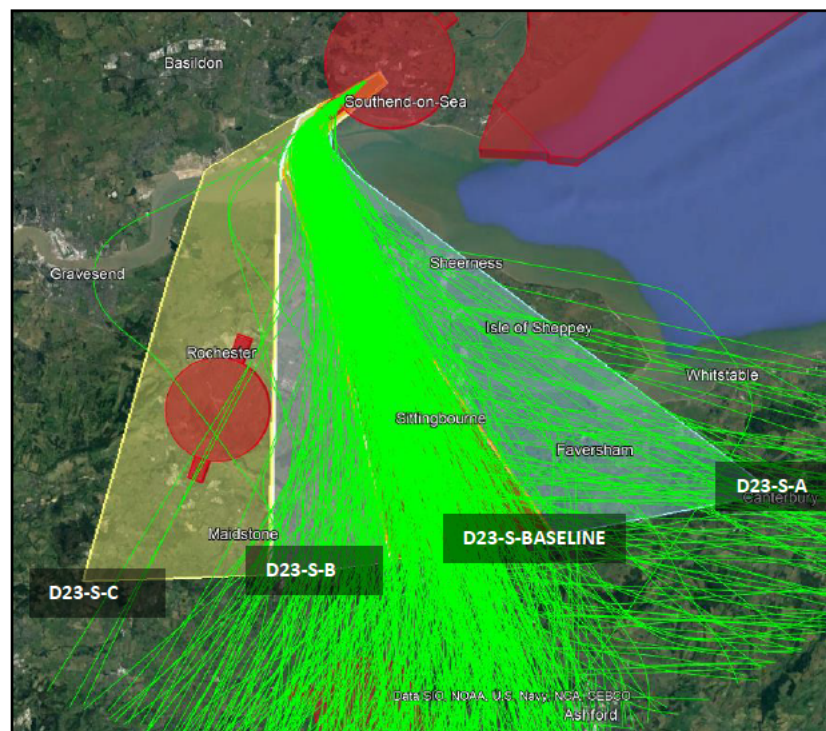 Basildon
Southend-on-Sea
Gravesend
Sheerness
Isle of Sheppey
Rochester
Whitstable
Sittingbourne
Faversham
D23-S-A
Canterbury
Maidstone
D23-S-BASELINE
D23-S-B
D23-S-C
Data SIO, NOAA, U.S. Navy, NGA, GEBCO
Ashford